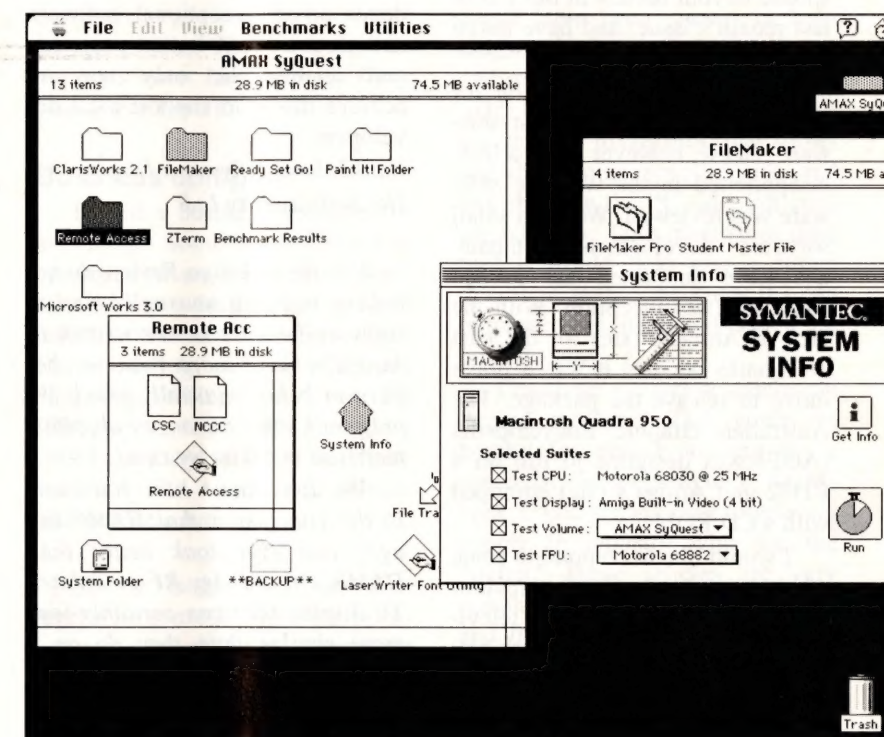 File Edit View Benchmarks Utilities
AMAX SyQuest
13 items 28.9 MB in disk 74.5 MB available
ClarisWorks 2.1 FileMaker Ready Set Go! Paint It! Folder
Remote Access ZTerm Benchmark Results
Microsoft Works 3.0
Remote Acc
3 items 28.9 MB in disk
CSC NCCC
Remote Access
System Info
File Tra
System Folder **BACKUP** LaserWriter Font Utility
AMAX SyQu
FileMaker
4 items 28.9 MB in disk 74.5 MB a
FileMaker Pro Student Master File
System Info
MACINTOSH
X
Y
SYMANTEC.
SYSTEM
INFO
Macintosh Quadra 950
Get Info
Selected Suites
Test CPU: Motorola 68030 @ 25 MHz
Test Display: Amiga Built-In Video (4 bit)
Test Volume: AMAX SyQuest
Test FPU: Motorola 68882
Run
Trash